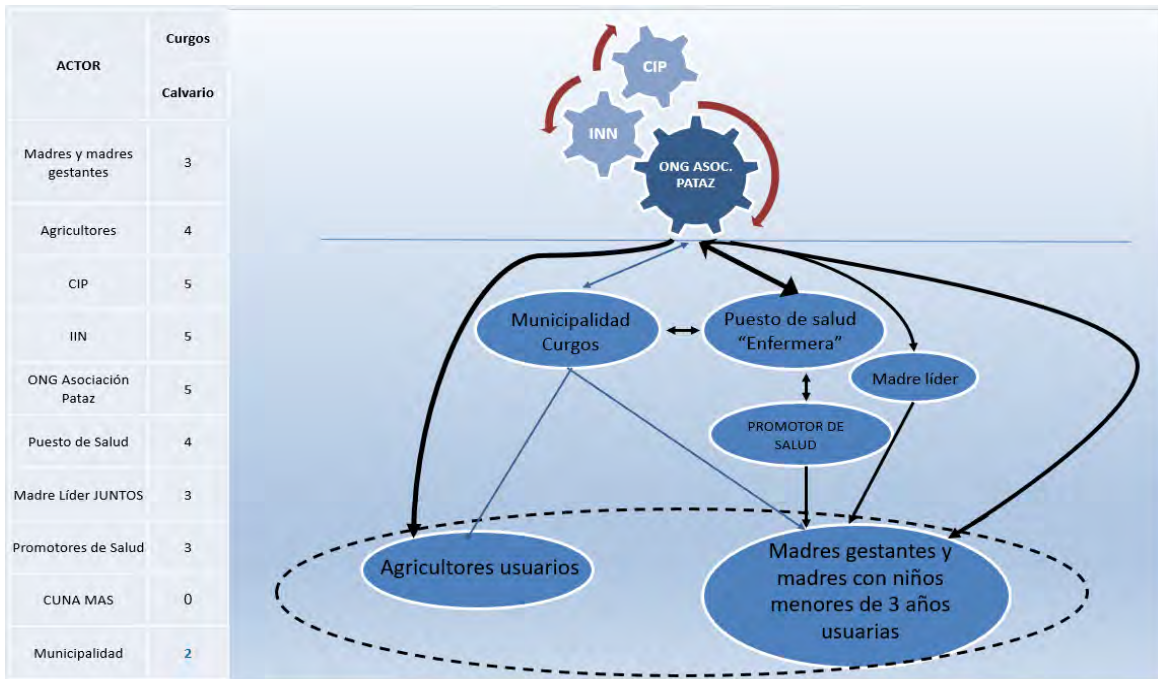 ACTOR
Curgos
Calvario
Madres y madres
gestantes
3
Agricultores
4
CIP
5
IIN
5
ONG Asociación
Pataz
5
Puesto de Salud
4
Madre Líder JUNTOS
3
Promotores de Salud
3
CUNA MAS
0
Municipalidad
2
CIP
INN
ONG ASOC.
PATAZ
Municipalidad
Curgos
Puesto de salud
“Enfermera”
Madre líder
PROMOTOR DE
SALUD
Agricultores usuarios
Madres gestantes y
madres con niños
menores de 3 años
usuarias